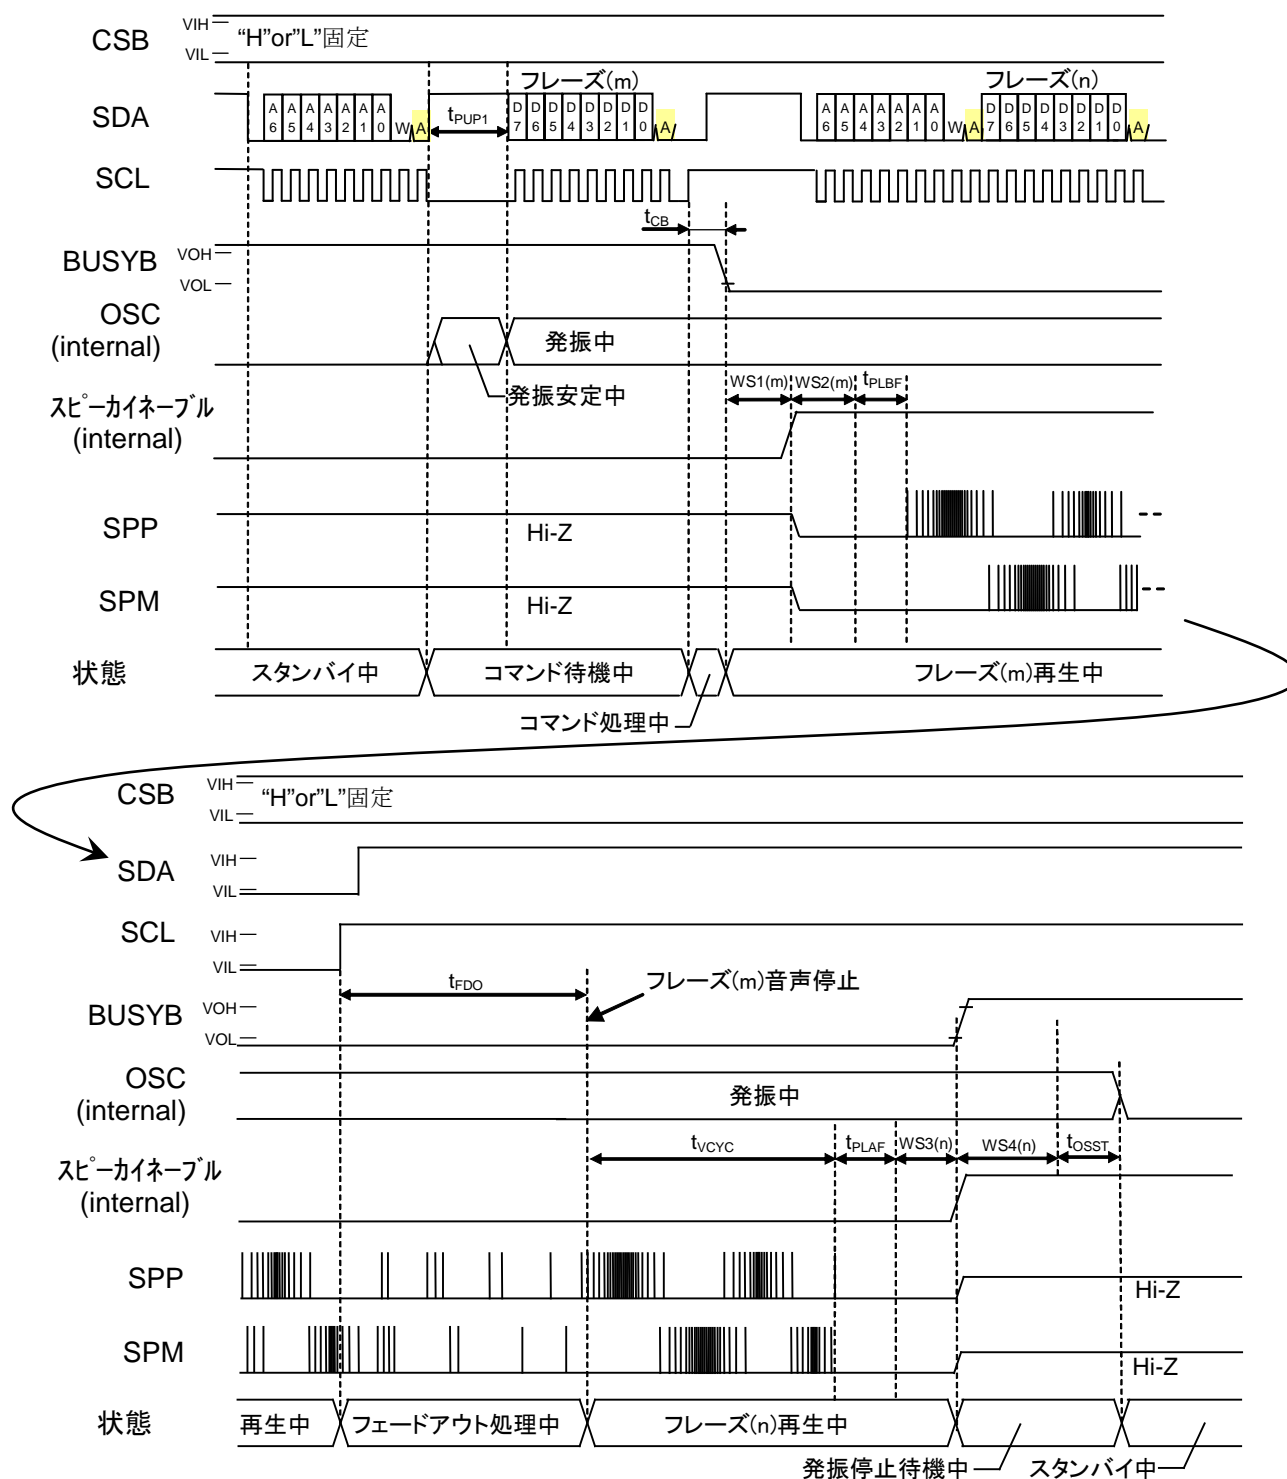 CSB VIH VIL “H”or“L”固定
フレーズ(m) フレーズ(n)
SDA A6 A5 A4 A3 A2 A1 A0 W A tPUP1 D7 D6 D5 D4 D3 D2 D1 D0 A A6 A5 A4 A3 A2 A1 A0 W A D7 D6 D5 D4 D3 D2 D1 D0 A
SCL
tCB
BUSYB VOH VOL
OSC
(internal)
発振中
発振安定中
WS1(m) WS2(m) tPLBF
スピーカイネーブル
(internal)
SPP Hi-Z
SPM Hi-Z
状態 スタンバイ中 コマンド待機中 フレーズ(m)再生中
コマンド処理中
CSB VIH VIL “H”or“L”固定
SDA VIH VIL
SCL VIH VIL
tFDO フレーズ(m)音声停止
BUSYB VOH VOL
OSC
(internal)
発振中
tVCYC tPLAF WS3(n) WS4(n) tOSST
スピーカイネーブル
(internal)
SPP Hi-Z
SPM Hi-Z
状態 再生中 フェードアウト処理中 フレーズ(n)再生中
発振停止待機中 スタンバイ中